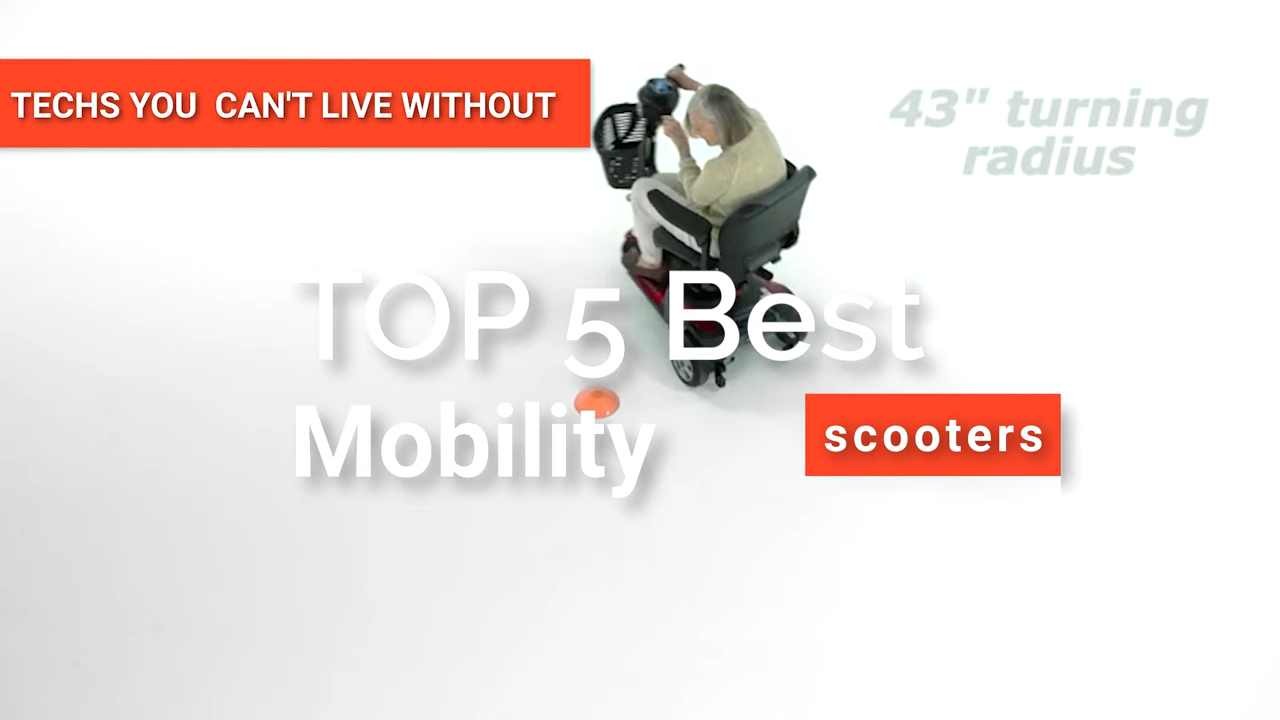 TECHS YOU  CAN'T LIVE WITHOUT
43" turning
radius
TOP 5 Best
Mobility
scooters